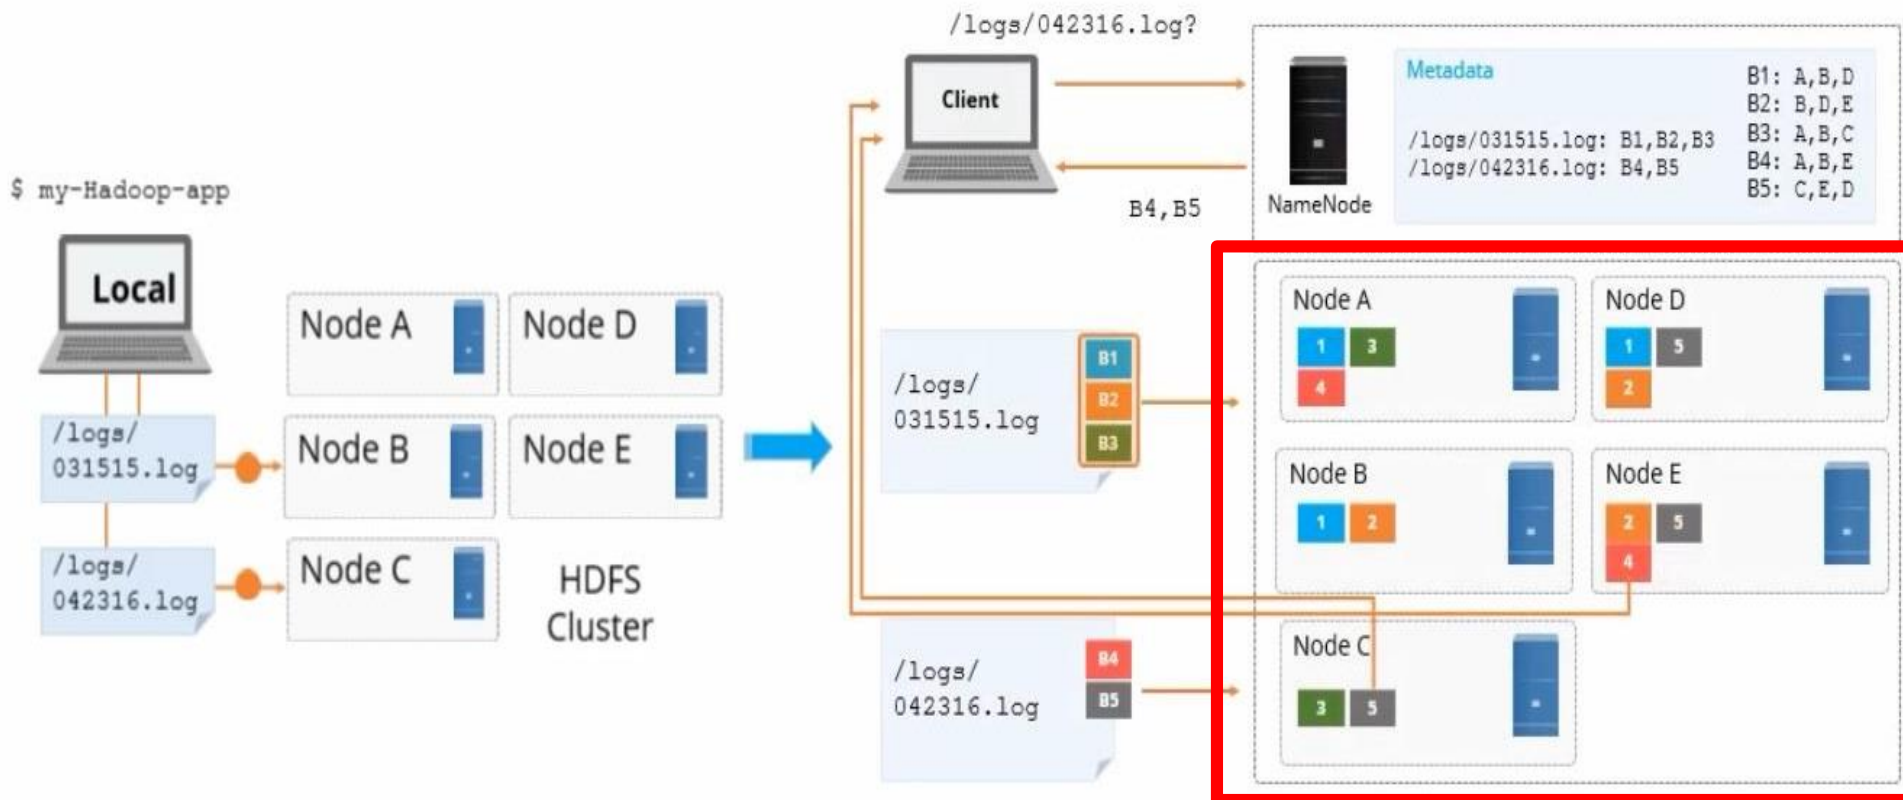 $ my-Hadoop-app
Local
/logs/
031515.log
/logs/
042316.log
Node A
Node D
Node B
Node E
Node C
HDFS
Cluster
/logs/042316.log?
Client
B4,B5
NameNode
Metadata
/logs/031515.log: B1,B2,B3
/logs/042316.log: B4,B5
B1: A,B,D
B2: B,D,E
B3: A,B,C
B4: A,B,E
B5: C,E,D
/logs/
031515.log
B1
B2
B3
/logs/
042316.log
B4
B5
Node A
1 3
4
Node D
1 5
2
Node B
1 2
Node E
2 5
4
Node C
3 5